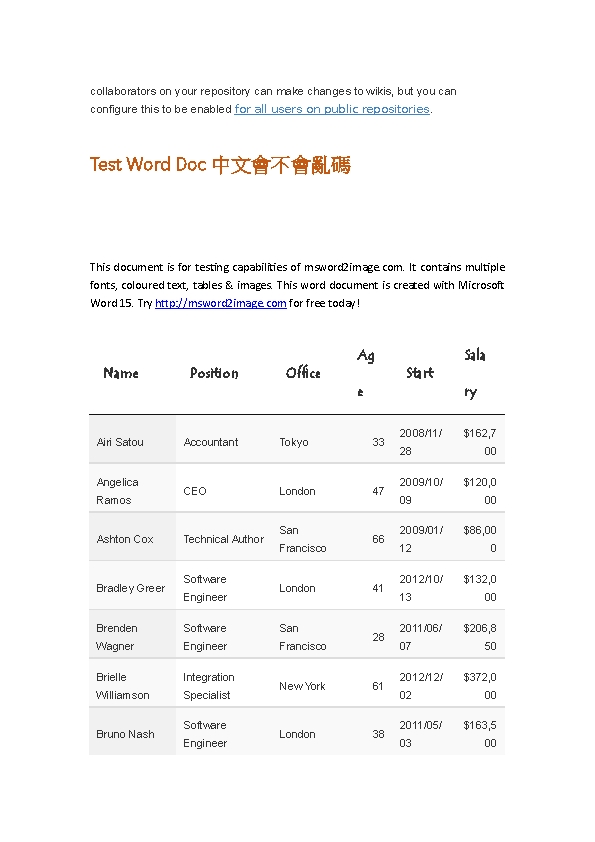 collaborators on your repository can make changes to wikis, but you can
configure this to be enabled for all users on public repositories.
Test Word Doc 中文會不會亂碼
This document is for testing capabilities of msword2image.com. It contains multiple
fonts, coloured text, tables & images. This word document is created with Microsoft
Word 15. Try http://msword2image.com for free today!
Name Position Office Ag
e Start Sala
ry
Airi Satou Accountant Tokyo 33 2008/11/
28 $162,7
00
Angelica
Ramos CEO London 47 2009/10/
09 $120,0
00
Ashton Cox Technical Author San
Francisco 66 2009/01/
12 $86,00
0
Bradley Greer Software
Engineer London 41 2012/10/
13 $132,0
00
Brenden
Wagner Software
Engineer San
Francisco 28 2011/06/
07 $206,8
50
Brielle
Williamson Integration
Specialist New York 61 2012/12/
02 $372,0
00
Bruno Nash Software
Engineer London 38 2011/05/
03 $163,5
00